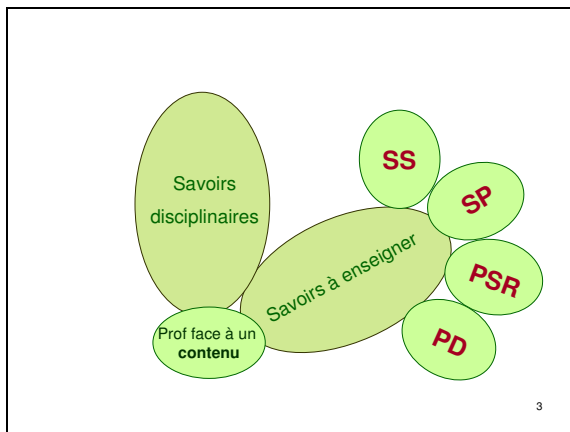 Savoirs
disciplinaires
Prof face à un
contenu
Savoirs à enseigner
SS
SP
PSR
PD
3